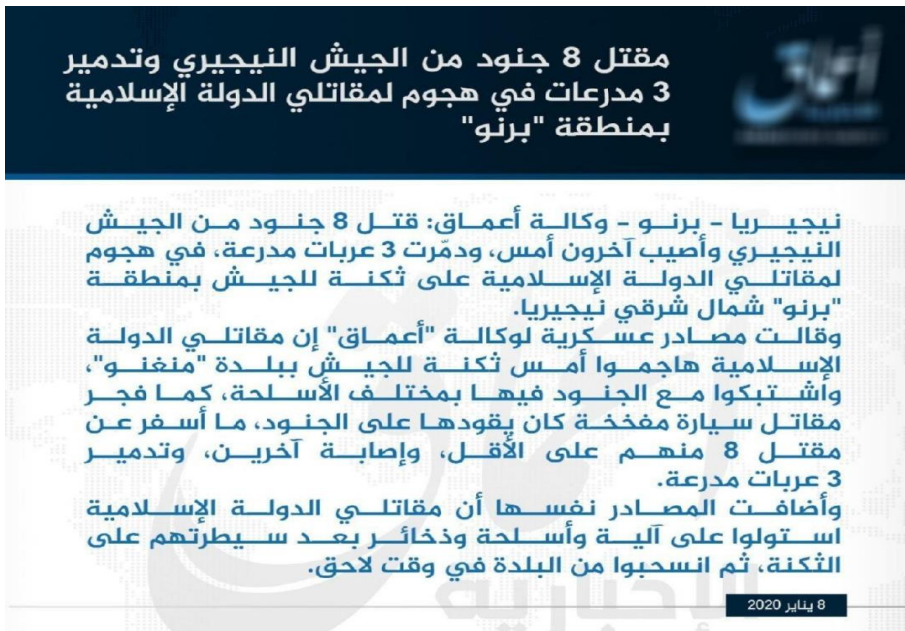 مقتل 8 جنود من الجيش النيجيري وتدمير
3 مدرعات في هجوم لمقاتلي الدولة الإسلامية
بمنطقة "برنو"
أعماق
نيجيريا - برنو - وكالة أعماق: قتل 8 جنود من الجيش
النيجيري وأصيب آخرون أمس، ودمّرت 3 عربات مدرعة، في هجوم
لمقاتلي الدولة الإسلامية على ثكنة للجيش بمنطقة
"برنو" شمال شرقي نيجيريا.
وقالت مصادر عسكرية لوكالة "أعماق" إن مقاتلي الدولة
الإسلامية هاجموا أمس ثكنة للجيش ببلدة "منغنو"،
وأشتبكوا مع الجنود فيها بمختلف الأسلحة، كما فجر
مقاتل سيارة مفخخة كان يقودها على الجنود، ما أسفر عن
مقتل 8 منهم على الأقل، وإصابة آخرين، وتدمير
3 عربات مدرعة.
وأضافت المصادر نفسها أن مقاتلي الدولة الإسلامية
استولوا على آلية وأسلحة وذخائر بعد سيطرتهم على
الثكنة، ثم انسحبوا من البلدة في وقت لاحق.
8 يناير 2020